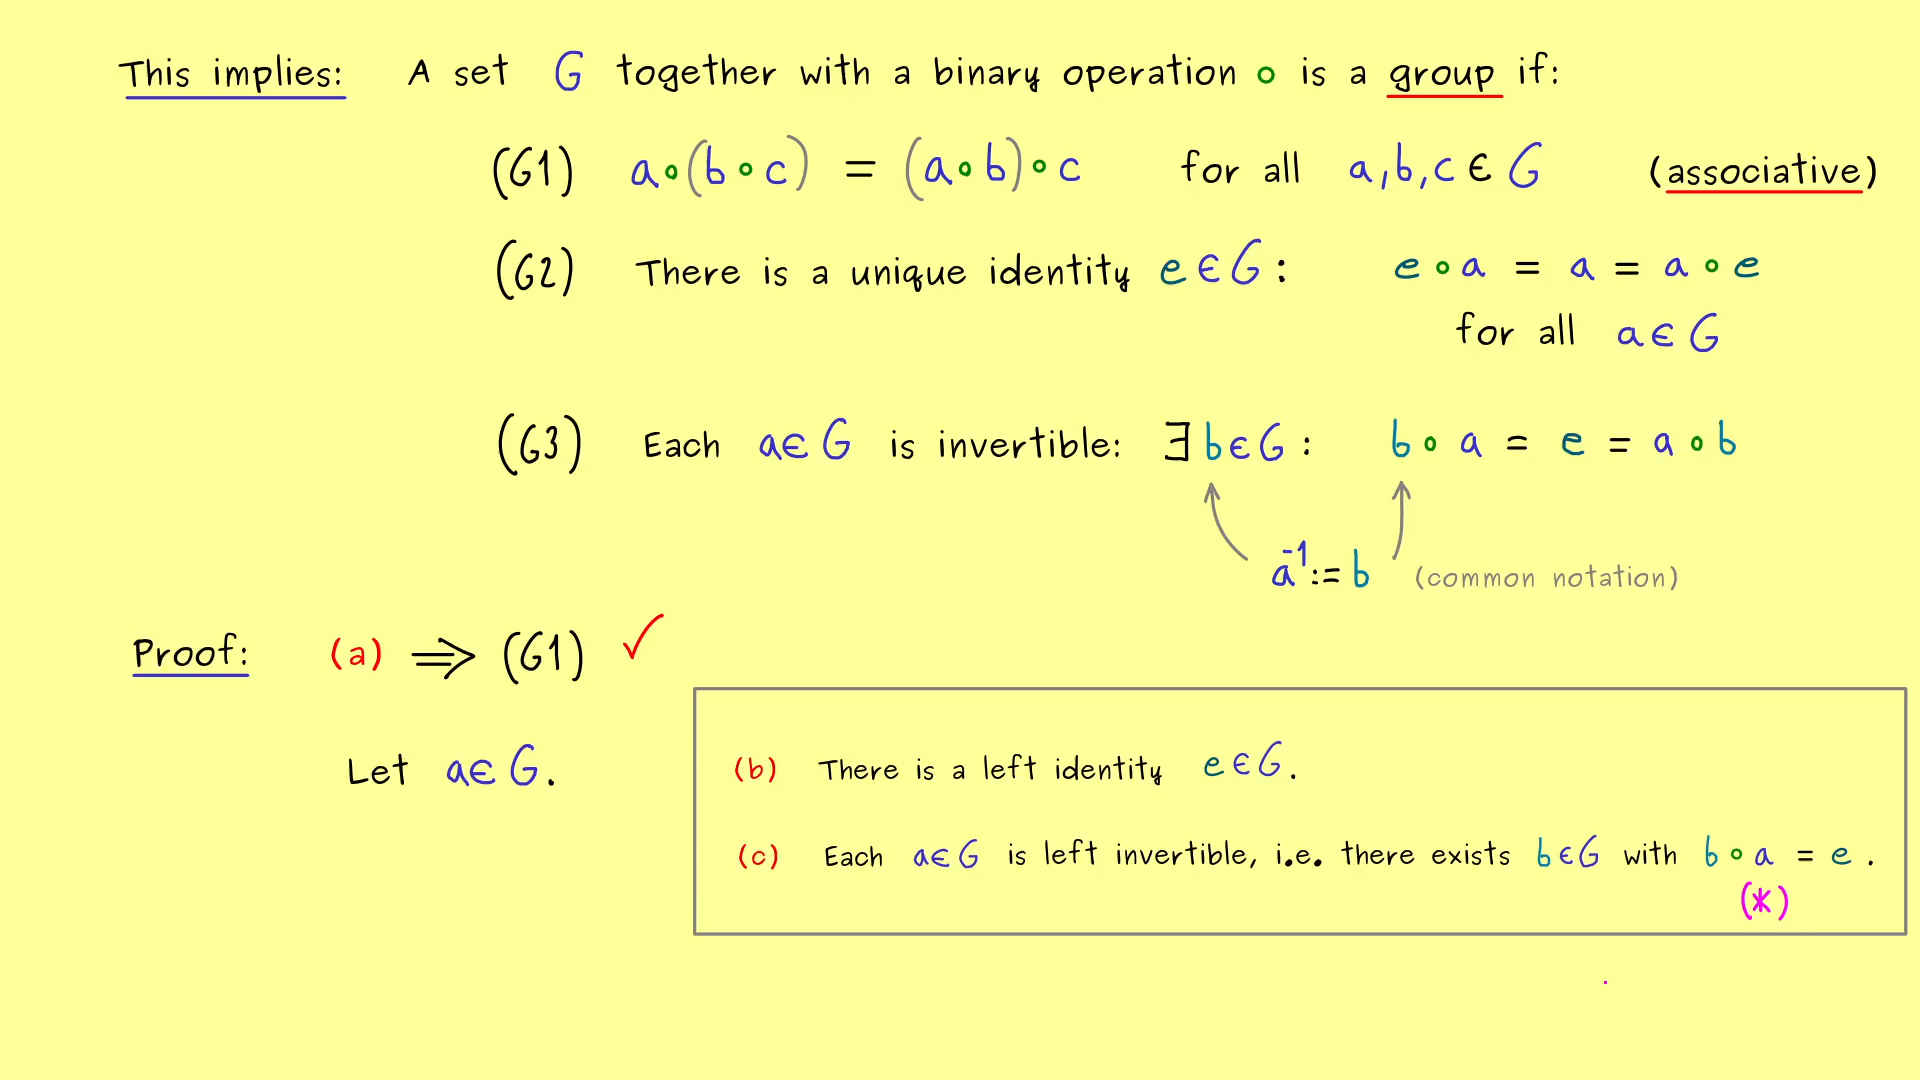 This implies: A set G together with a binary operation ∘ is a group if:
(G1) a∘(b∘c) = (a∘b)∘c for all a,b,c ∈ G (associative)
(G2) There is a unique identity e ∈ G : e∘a = a = a∘e
for all a ∈ G
(G3) Each a ∈ G is invertible: ∃ b ∈ G : b∘a = e = a∘b
a⁻¹ := b (common notation)
Proof: (a) ⟹ (G1) ✓
Let a ∈ G.
(b) There is a left identity e ∈ G.
(c) Each a ∈ G is left invertible, i.e. there exists b ∈ G with b∘a = e .
(*)